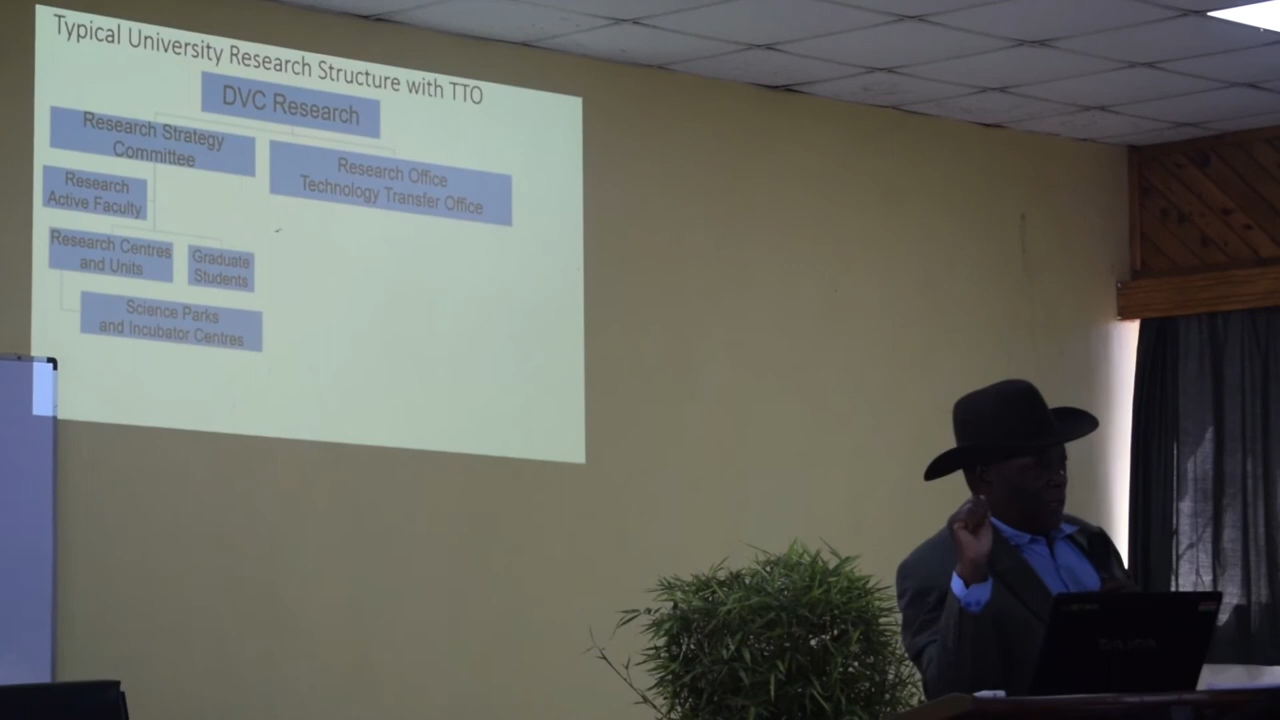 Typical University Research Structure with TTO
DVC Research
Research Strategy
Committee
Research Office
Technology Transfer Office
Research
Active Faculty
Research Centres
and Units
Graduate
Students
Science Parks
and Incubator Centres